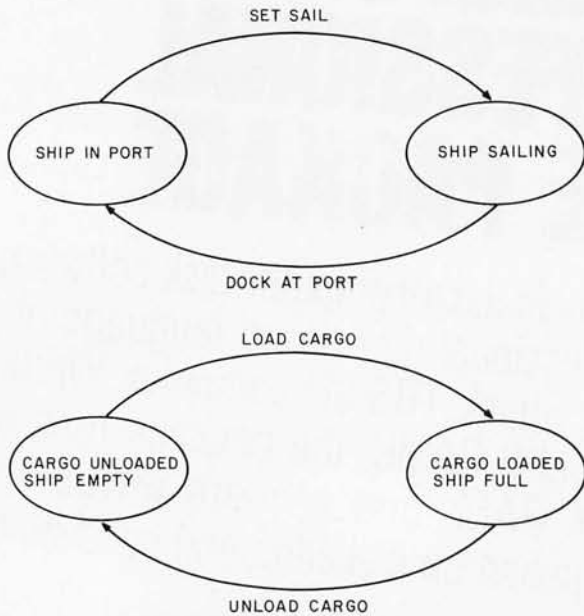 SET SAIL
SHIP IN PORT
SHIP SAILING
DOCK AT PORT
LOAD CARGO
CARGO UNLOADED
SHIP EMPTY
CARGO LOADED
SHIP FULL
UNLOAD CARGO